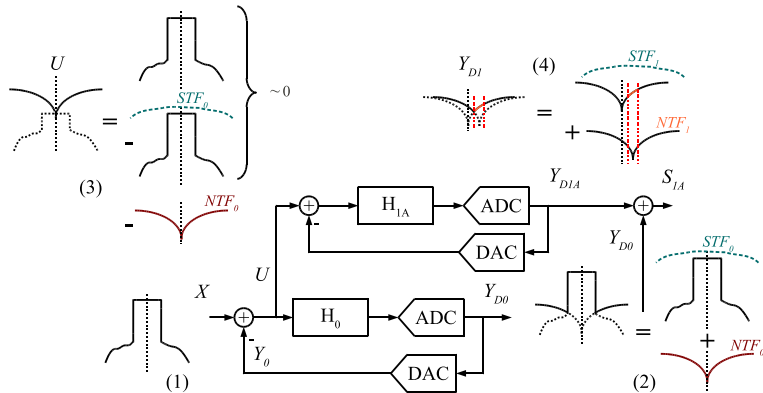 U
=
-
STF0
~0
(3)
-
NTF0
YD1
(4)
=
STF1
+
NTF1
H1A
ADC
YD1A
S1A
+
-
DAC
YD0
U
X
+
-
Y0
H0
ADC
YD0
DAC
(1)
=
STF0
+
NTF0
(2)